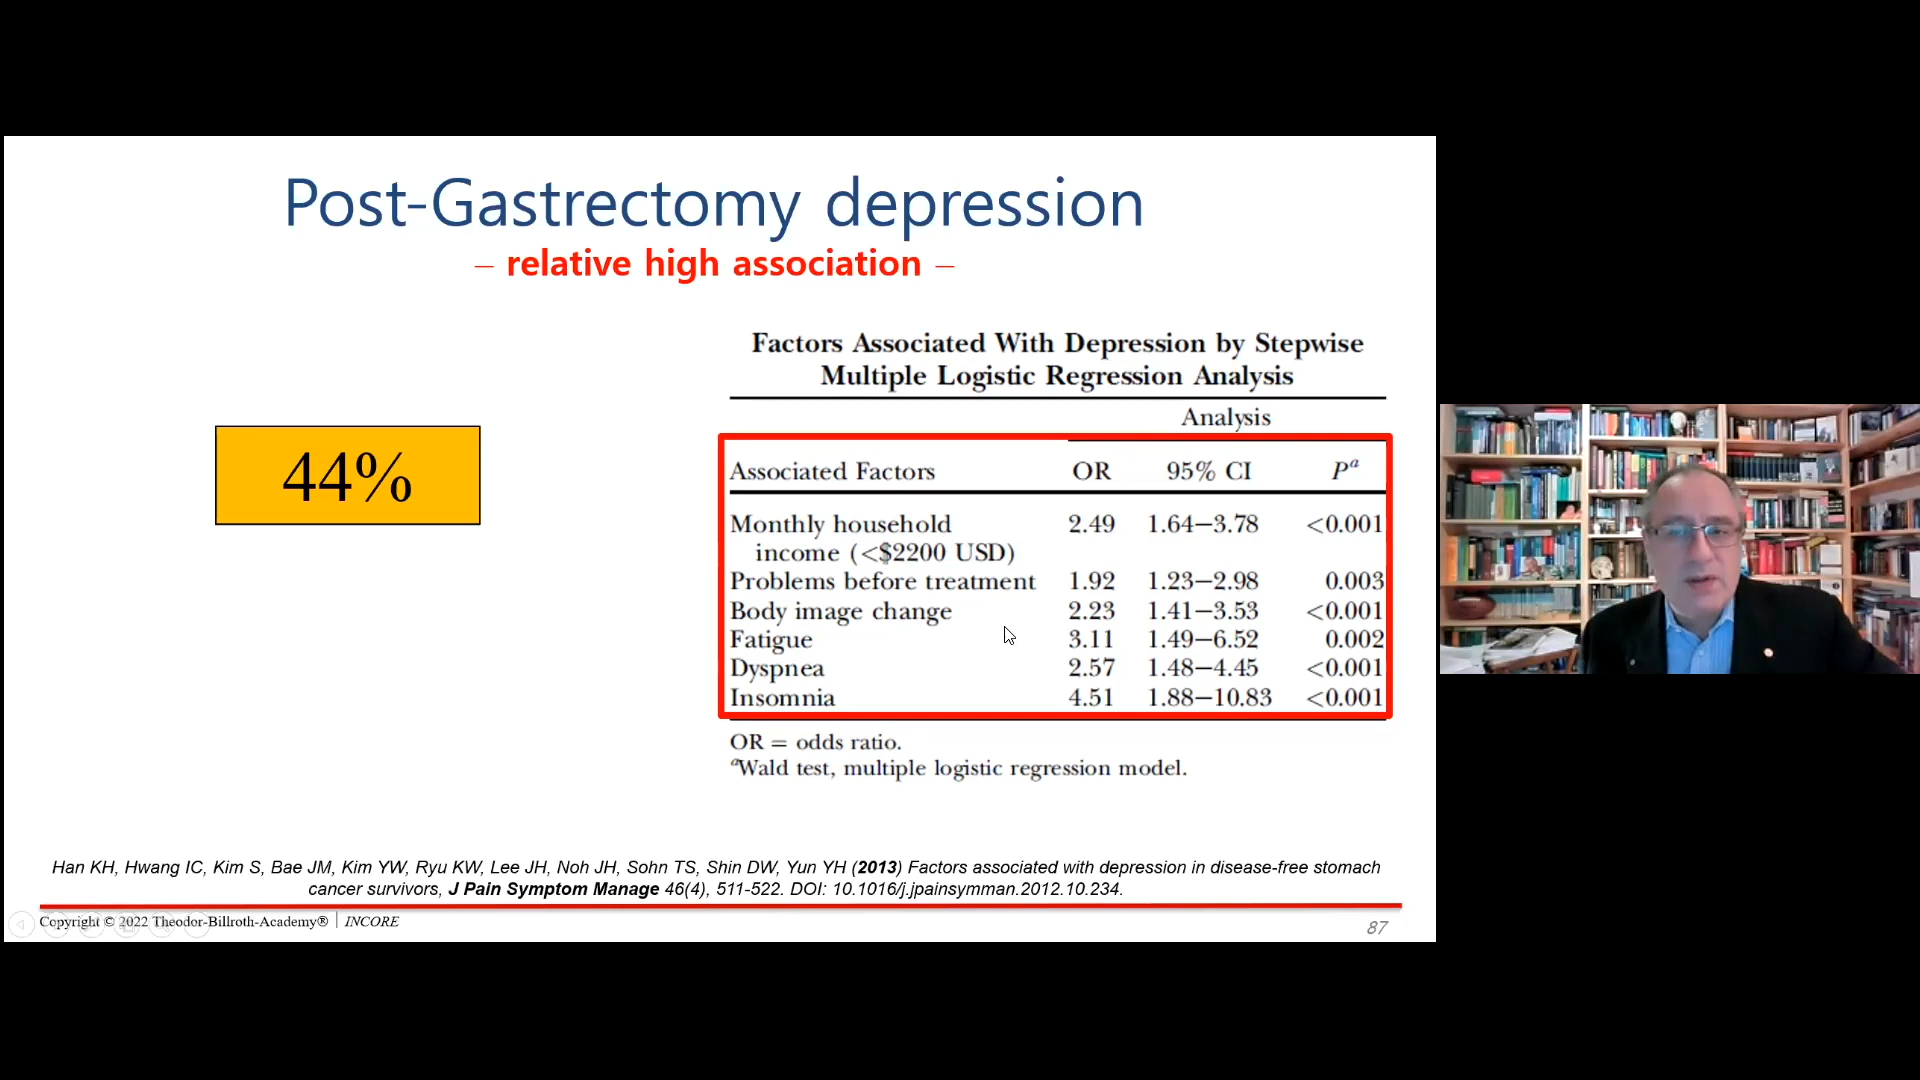 Post-Gastrectomy depression
– relative high association –
44%
Factors Associated With Depression by Stepwise
Multiple Logistic Regression Analysis
Analysis
Associated Factors OR 95% CI Pᵃ
Monthly household 2.49 1.64–3.78 <0.001
income (<$2200 USD)
Problems before treatment 1.92 1.23–2.98 0.003
Body image change 2.23 1.41–3.53 <0.001
Fatigue 3.11 1.49–6.52 0.002
Dyspnea 2.57 1.48–4.45 <0.001
Insomnia 4.51 1.88–10.83 <0.001
OR = odds ratio.
ᵃWald test, multiple logistic regression model.
Han KH, Hwang IC, Kim S, Bae JM, Kim YW, Ryu KW, Lee JH, Noh JH, Sohn TS, Shin DW, Yun YH (2013) Factors associated with depression in disease-free stomach
cancer survivors, J Pain Symptom Manage 46(4), 511-522. DOI: 10.1016/j.jpainsymman.2012.10.234.
Copyright © 2022 Theodor-Billroth-Academy® | INCORE
87